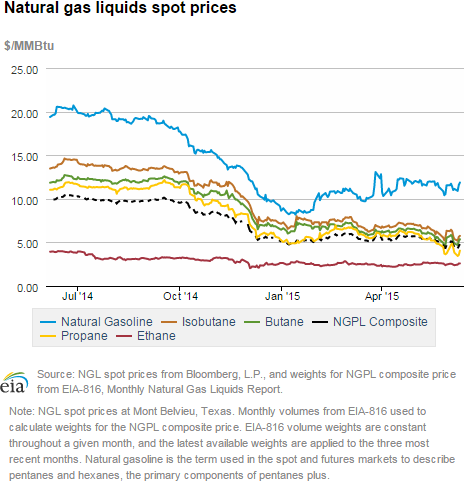 Natural gas liquids spot prices
$/MMBtu
25.00
20.00
15.00
10.00
5.00
0.00
Jul '14 Oct '14 Jan '15 Apr '15
Natural Gasoline Isobutane Butane NGPL Composite
Propane Ethane
eia
Source: NGL spot prices from Bloomberg, L.P., and weights for NGPL composite price
from EIA-816, Monthly Natural Gas Liquids Report.
Note: NGL spot prices at Mont Belvieu, Texas. Monthly volumes from EIA-816 used to
calculate weights for the NGPL composite price. EIA-816 volume weights are constant
throughout a given month, and the latest available weights are applied to the three most
recent months. Natural gasoline is the term used in the spot and futures markets to describe
pentanes and hexanes, the primary components of pentanes plus.